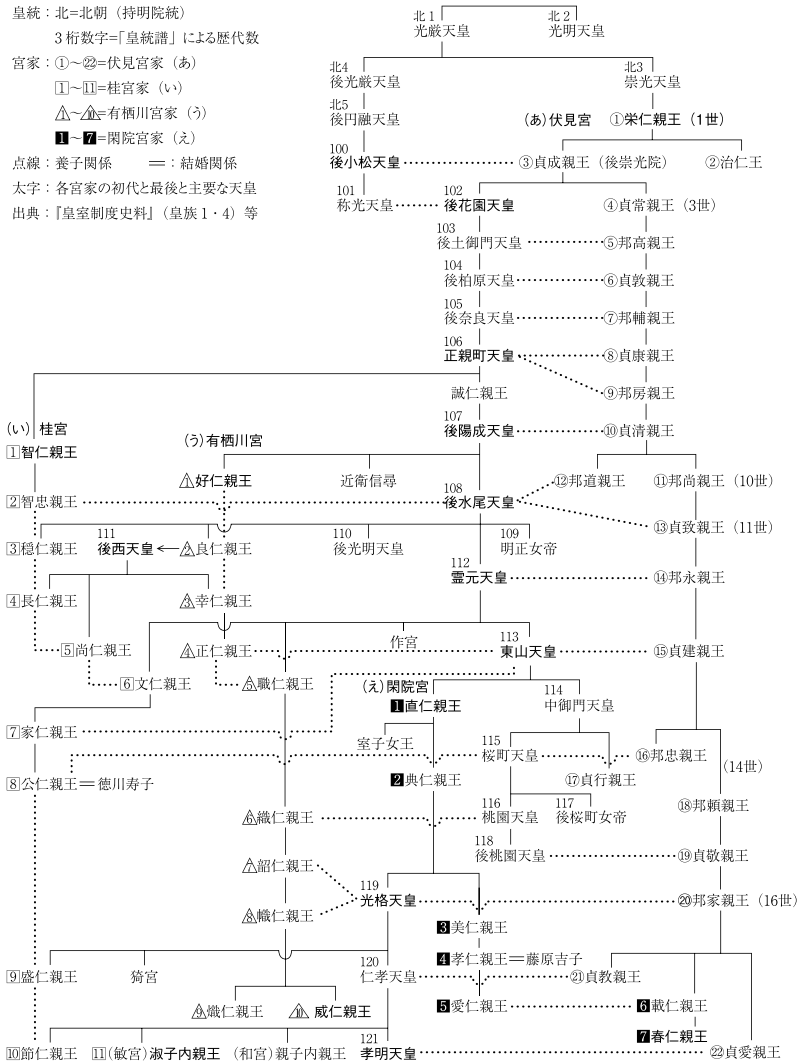 皇統：北=北朝（持明院統）
3桁数字=「皇統譜」による歴代数
宮家：①～㉒=伏見宮家（あ）
1～11=桂宮家（い）
1～10=有栖川宮家（う）
1～7=閑院宮家（え）
点線：養子関係　=：結婚関係
太字：各宮家の初代と最後と主要な天皇
出典：『皇室制度史料』（皇族1・4）等
北1 北2
光厳天皇 光明天皇
北4 北3
後光厳天皇 崇光天皇
北5
後円融天皇 （あ）伏見宮 ①栄仁親王（1世）
100
後小松天皇 ③貞成親王（後崇光院） ②治仁王
101 102
称光天皇 後花園天皇 ④貞常親王（3世）
103
後土御門天皇 ⑤邦高親王
104
後柏原天皇 ⑥貞敦親王
105
後奈良天皇 ⑦邦輔親王
106
正親町天皇 ⑧貞康親王
誠仁親王 ⑨邦房親王
107
（い）桂宮 後陽成天皇 ⑩貞清親王
（う）有栖川宮
1智仁親王
1好仁親王 近衛信尋 ⑫邦道親王 ⑪邦尚親王（10世）
108
2智忠親王 後水尾天皇
⑬貞致親王（11世）
111 110 109
3穏仁親王 後西天皇 2良仁親王 後光明天皇 明正女帝
112
霊元天皇 ⑭邦永親王
4長仁親王 3幸仁親王
作宮 113
5尚仁親王 4正仁親王 東山天皇 ⑮貞建親王
6文仁親王 5職仁親王 （え）閑院宮
114
1直仁親王 中御門天皇
7家仁親王
室子女王 115
桜町天皇 ⑯邦忠親王
（14世）
8公仁親王=徳川寿子 2典仁親王 ⑰貞行親王
116 117 ⑱邦頼親王
6織仁親王 桃園天皇 後桜町女帝
118
後桃園天皇 ⑲貞敬親王
7韶仁親王
119
光格天皇 ⑳邦家親王（16世）
8幟仁親王
3美仁親王
120 4孝仁親王=藤原吉子
9盛仁親王 猗宮 仁孝天皇 ㉑貞教親王
9熾仁親王 10威仁親王 5愛仁親王 6載仁親王
121 7春仁親王
10節仁親王 11(敏宮)淑子内親王 (和宮)親子内親王 孝明天皇 ㉒貞愛親王